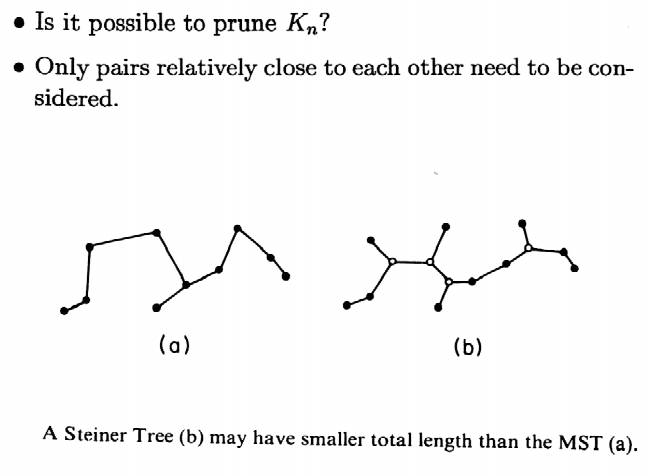 • Is it possible to prune Kₙ?
• Only pairs relatively close to each other need to be con-
sidered.
(a)
(b)
A Steiner Tree (b) may have smaller total length than the MST (a).